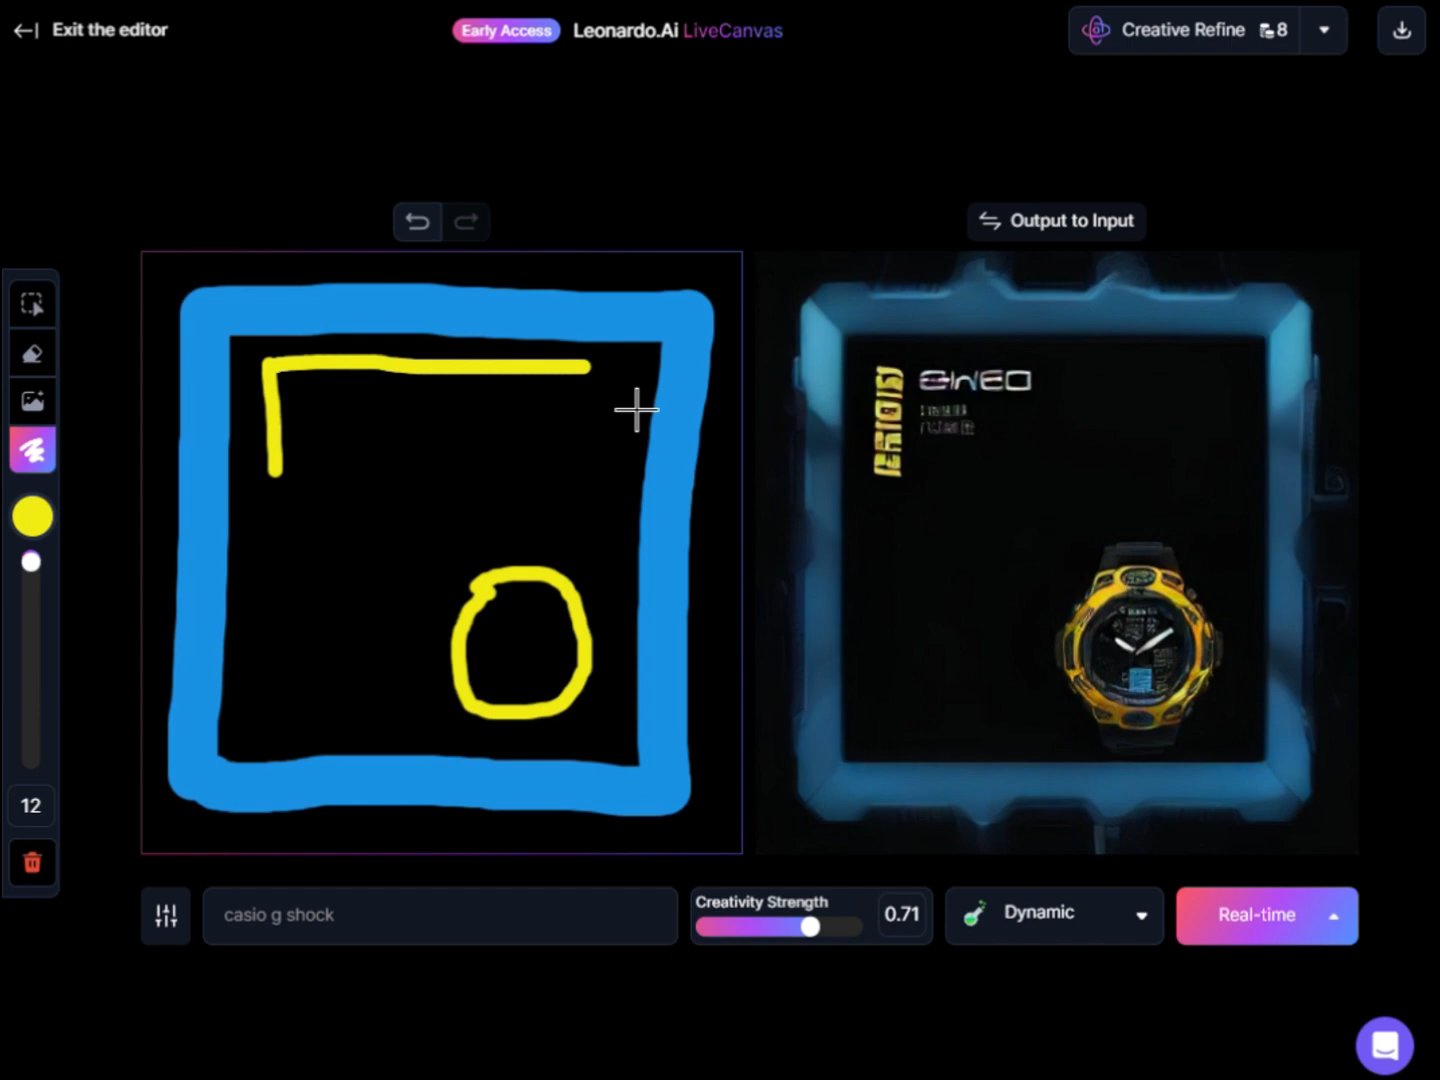 Exit the editor
Early Access Leonardo.Ai LiveCanvas
Creative Refine 8
Output to Input
12
casio g shock
Creativity Strength
0.71
Dynamic
Real-time